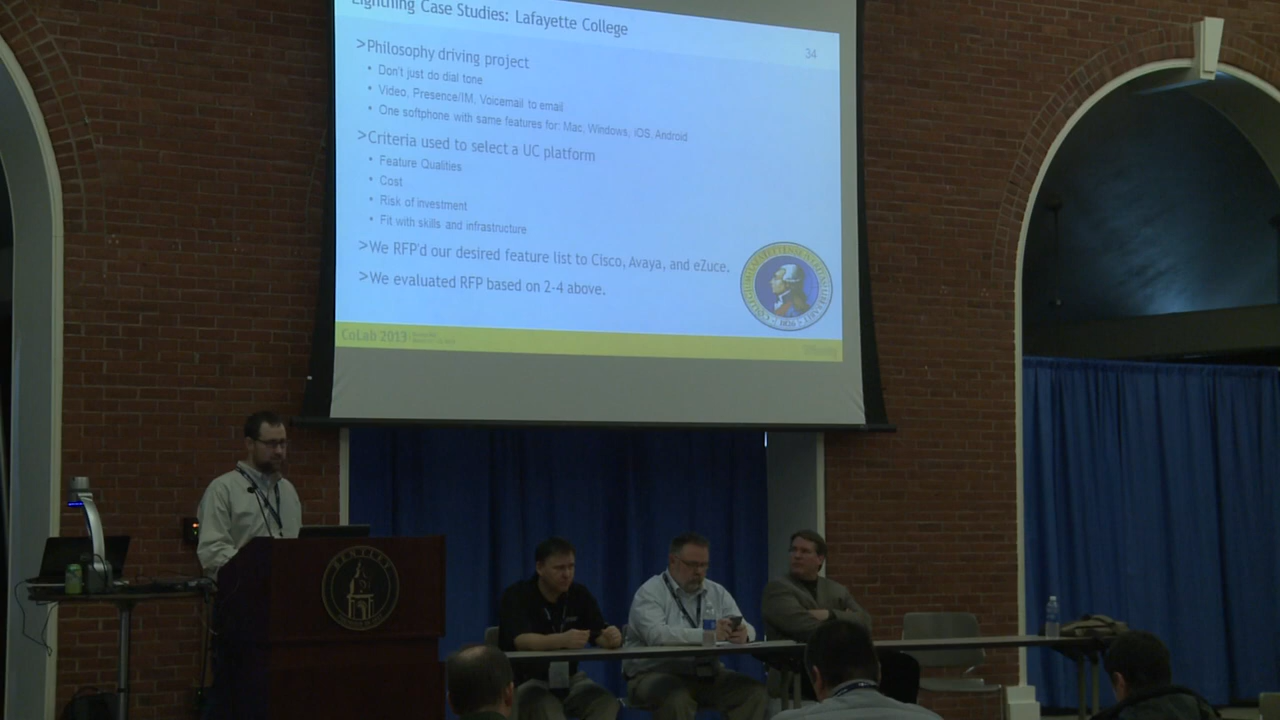 Lightning Case Studies: Lafayette College
34
>Philosophy driving project
• Don't just do dial tone
• Video, Presence/IM, Voicemail to email
• One softphone with same features for: Mac, Windows, iOS, Android
>Criteria used to select a UC platform
• Feature Qualities
• Cost
• Risk of investment
• Fit with skills and infrastructure
>We RFP'd our desired feature list to Cisco, Avaya, and eZuce.
>We evaluated RFP based on 2-4 above.
CoLab 2013
BENTLEY